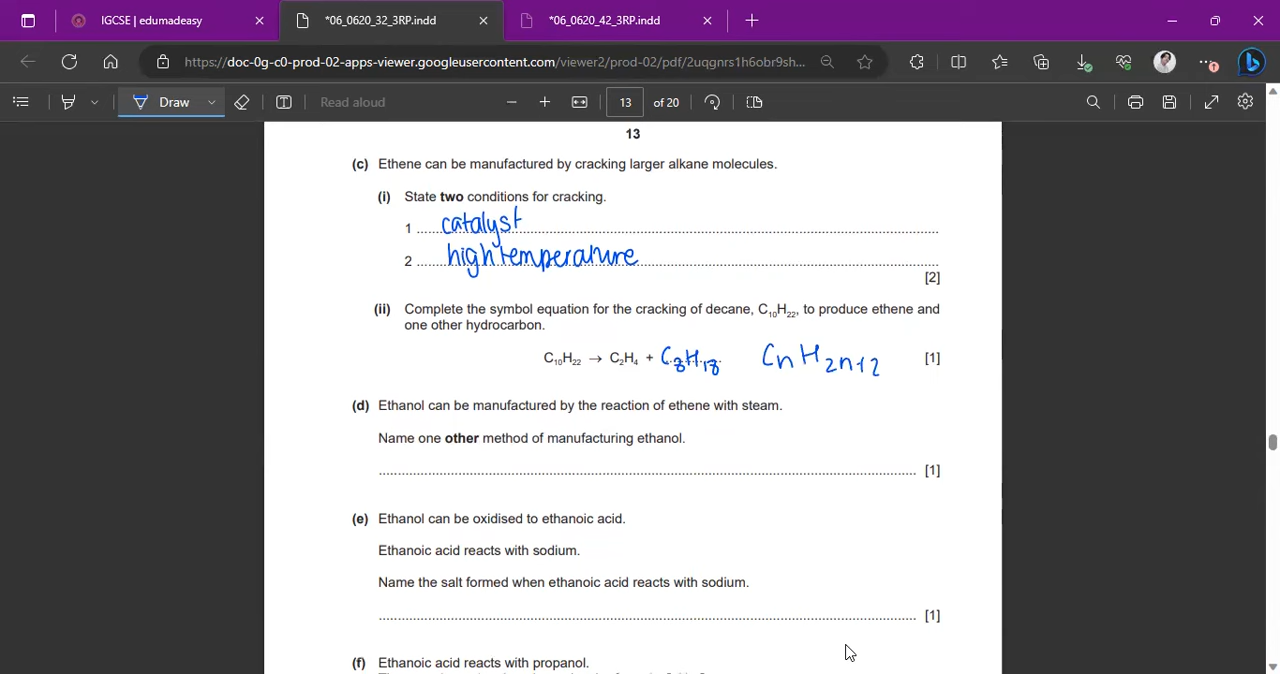 IGCSE | edumadeasy
*06_0620_32_3RP.indd
*06_0620_42_3RP.indd
https://doc-0g-c0-prod-02-apps-viewer.googleusercontent.com/viewer2/prod-02/pdf/2uqgnrs1h6obr9sh...
Draw
Read aloud
13 of 20
13
(c) Ethene can be manufactured by cracking larger alkane molecules.
(i) State two conditions for cracking.
1 catalyst
2 high temperature
[2]
(ii) Complete the symbol equation for the cracking of decane, C10H22, to produce ethene and
one other hydrocarbon.
C10H22 → C2H4 + C8H18 CnH2n+2 [1]
(d) Ethanol can be manufactured by the reaction of ethene with steam.
Name one other method of manufacturing ethanol.
[1]
(e) Ethanol can be oxidised to ethanoic acid.
Ethanoic acid reacts with sodium.
Name the salt formed when ethanoic acid reacts with sodium.
[1]
(f) Ethanoic acid reacts with propanol.